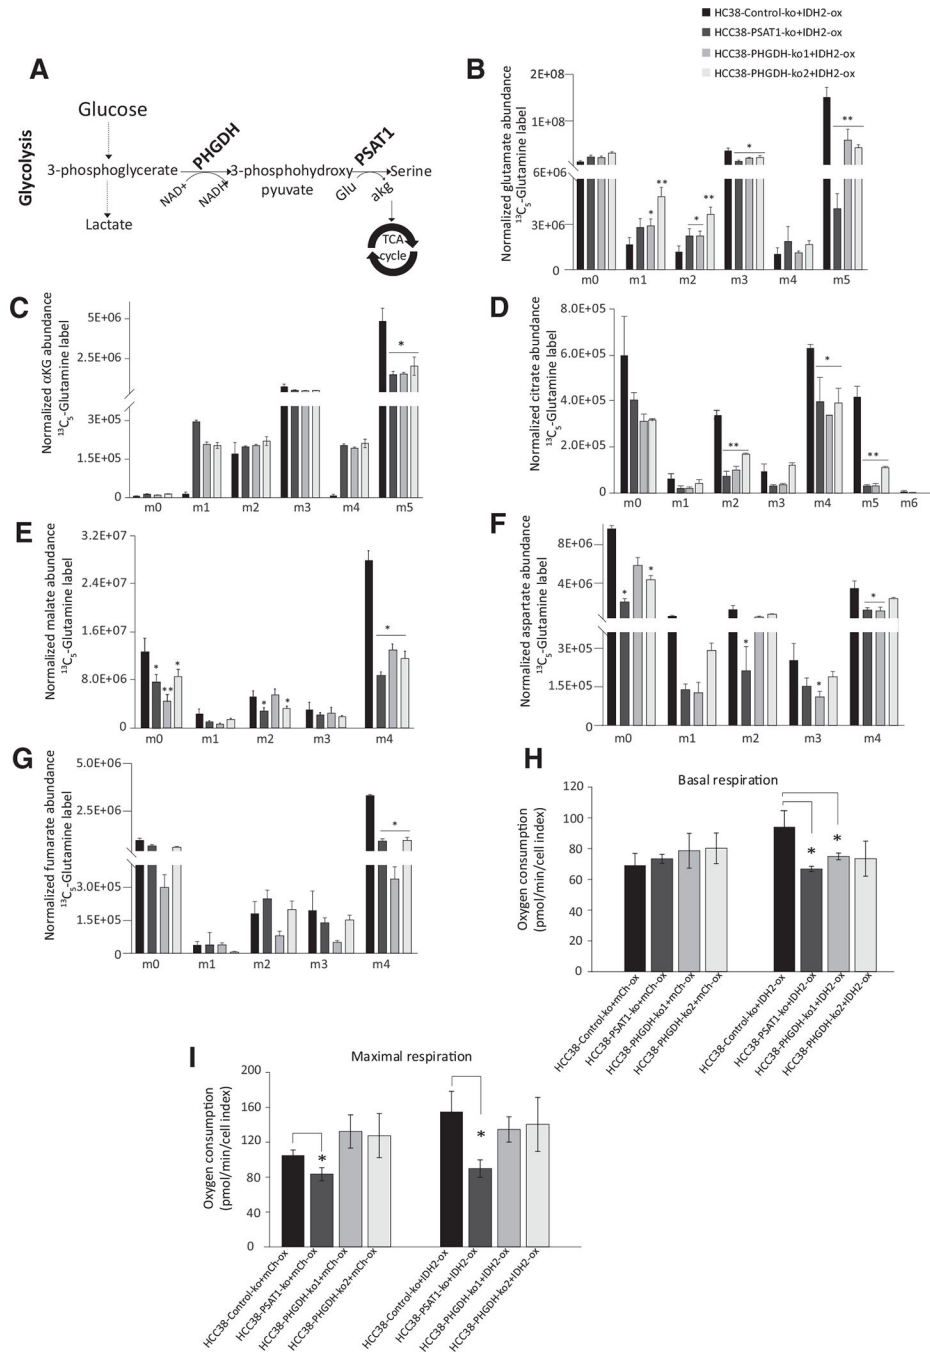 HC38-Control-ko+IDH2-ox
HCC38-PSAT1-ko+IDH2-ox
HCC38-PHGDH-ko1+IDH2-ox
HCC38-PHGDH-ko2+IDH2-ox
A
Glycolysis
Glucose
3-phosphoglycerate
PHGDH
NAD+
NADH
3-phosphohydroxy
pyuvate
PSAT1
Glu
akg
Serine
Lactate
TCA
cycle
B
Normalized glutamate abundance
13C5-Glutamine label
2E+08
1E+08
6E+06
3E+06
0
* ** * ** * **
m0 m1 m2 m3 m4 m5
C
Normalized αKG abundance
13C5-Glutamine label
5E+06
2.5E+06
3E+05
1.5E+05
0
*
m0 m1 m2 m3 m4 m5
D
Normalized citrate abundance
13C5-Glutamine label
8.0E+05
6.0E+05
4.0E+05
2.0E+05
0
** * **
m0 m1 m2 m3 m4 m5 m6
E
Normalized malate abundance
13C5-Glutamine label
3.2E+07
2.4E+07
1.6E+07
8.0E+06
0
* ** * * * *
m0 m1 m2 m3 m4
F
Normalized aspartate abundance
13C5-Glutamine label
8E+06
4E+06
3E+05
1.5E+05
0
* * * * *
m0 m1 m2 m3 m4
G
Normalized fumarate abundance
13C5-Glutamine label
5.0E+06
2.5E+06
3.0E+05
1.5E+05
0
*
m0 m1 m2 m3 m4
H
Basal respiration
Oxygen consumption
(pmol/min/cell index)
120
100
80
60
40
20
0
* *
HCC38-Control-ko+mCh-ox
HCC38-PSAT1-ko+mCh-ox
HCC38-PHGDH-ko1+mCh-ox
HCC38-PHGDH-ko2+mCh-ox
HCC38-Control-ko+IDH2-ox
HCC38-PSAT1-ko+IDH2-ox
HCC38-PHGDH-ko1+IDH2-ox
HCC38-PHGDH-ko2+IDH2-ox
I
Maximal respiration
Oxygen consumption
(pmol/min/cell index)
200
160
120
80
40
0
* *
HCC38-Control-ko+mCh-ox
HCC38-PSAT1-ko+mCh-ox
HCC38-PHGDH-ko1+mCh-ox
HCC38-PHGDH-ko2+mCh-ox
HCC38-Control-ko+IDH2-ox
HCC38-PSAT1-ko+IDH2-ox
HCC38-PHGDH-ko1+IDH2-ox
HCC38-PHGDH-ko2+IDH2-ox